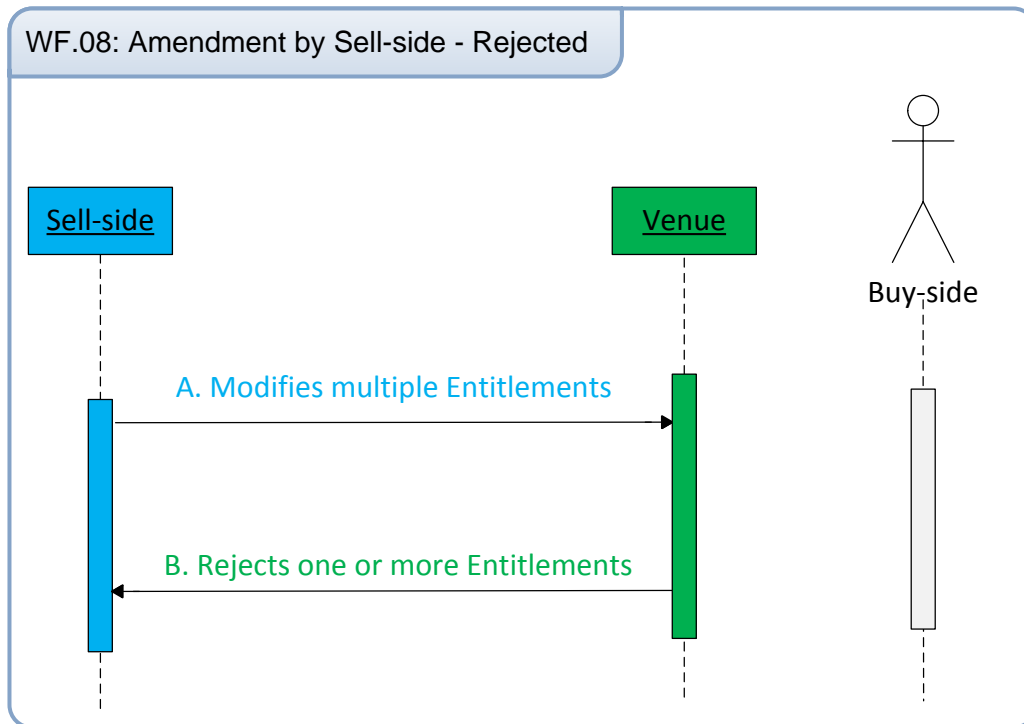 WF.08: Amendment by Sell-side - Rejected
Sell-side
Venue
Buy-side
A. Modifies multiple Entitlements
B. Rejects one or more Entitlements